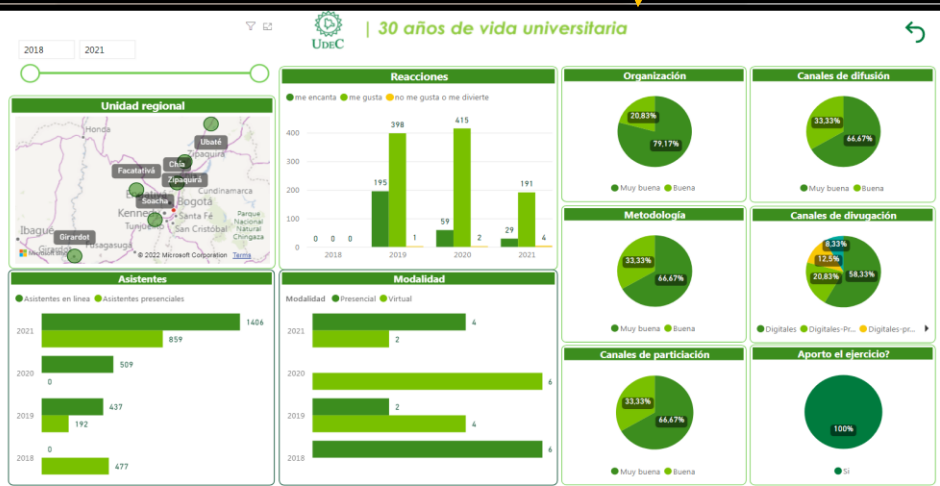 UDEC
| 30 años de vida universitaria
2018
2021
Unidad regional
Honda
Ubaté
Zipaquirá
Chía
Facatativá
Zipaquirá
Cundinamarca
Soacha
Bogotá
Kenne
Santa Fé
Parque
Nacional
Natural
Chingaza
Tunjuelito
San Cristóbal
Ibagué
Girardot
Fusagasugá
Girardot
© 2022 Microsoft Corporation Terms
Reacciones
me encanta me gusta no me gusta o me divierte
400
300
200
100
0
0 0 0
195
398
1
59
415
2
29
191
4
2018 2019 2020 2021
Asistentes
Asistentes en linea Asistentes presenciales
2021
1406
859
2020
509
0
2019
437
192
2018
0
477
Modalidad
Modalidad Presencial Virtual
2021
4
2
2020
6
2019
2
4
2018
6
Organización
20,83%
79,17%
Muy buena Buena
Canales de difusión
33,33%
66,67%
Muy buena Buena
Metodología
33,33%
66,67%
Muy buena Buena
Canales de divugación
8,33%
12,5%
20,83%
58,33%
Digitales Digitales-Pr... Digitales-pr...
Canales de particiación
33,33%
66,67%
Muy buena Buena
Aporto el ejercicio?
100%
Si